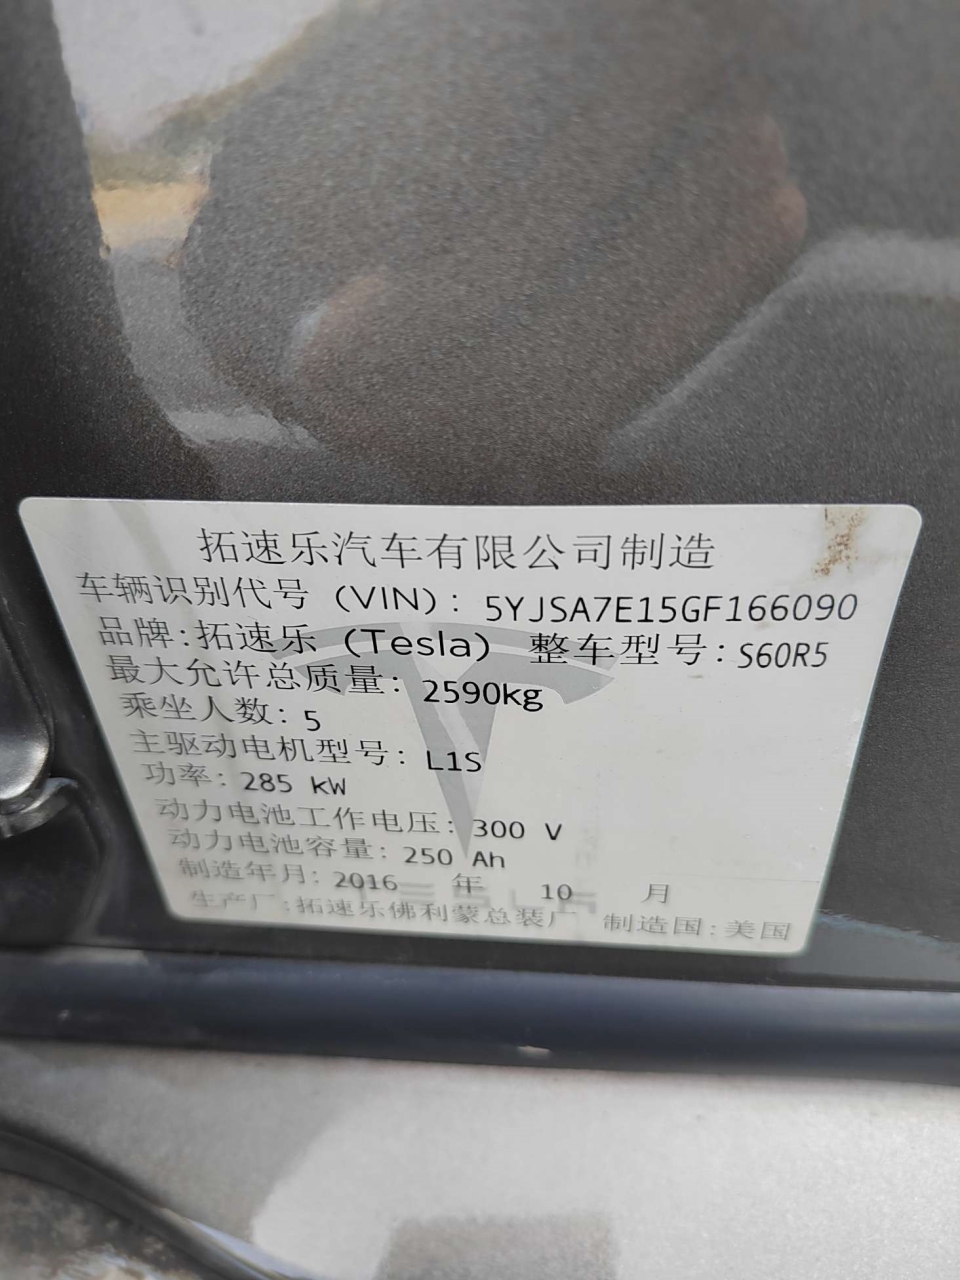 拓速乐汽车有限公司制造
车辆识别代号 (VIN): 5YJSA7E15GF166090
品牌:拓速乐 (Tesla) 整车型号: S60R5
最大允许总质量: 2590kg
乘坐人数: 5
主驱动电机型号: L1S
功率: 285 kW
动力电池工作电压: 300 V
动力电池容量: 250 Ah
制造年月: 2016 年 10 月
生产厂:拓速乐佛利蒙总装厂 制造国:美国